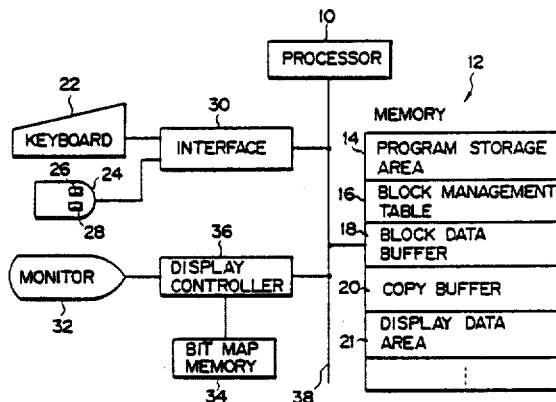 10
PROCESSOR
12
22
30
MEMORY
KEYBOARD
INTERFACE
14
PROGRAM STORAGE
AREA
26
24
16
BLOCK MANAGEMENT
TABLE
28
18
BLOCK DATA
BUFFER
36
MONITOR
DISPLAY
CONTROLLER
20
COPY BUFFER
32
21
DISPLAY DATA
AREA
BIT MAP
MEMORY
34
38